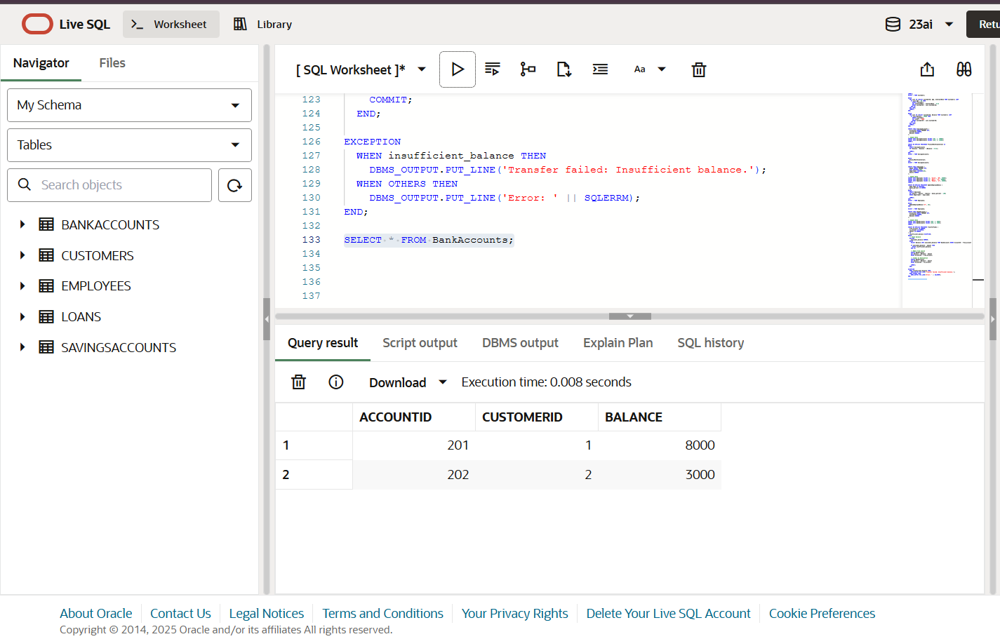 Live SQL
Worksheet
Library
23ai
Navigator
Files
[ SQL Worksheet ]*
Aa
My Schema
Tables
Search objects
BANKACCOUNTS
CUSTOMERS
EMPLOYEES
LOANS
SAVINGSACCOUNTS
123 COMMIT;
124 END;
125
126 EXCEPTION
127 WHEN insufficient_balance THEN
128 DBMS_OUTPUT.PUT_LINE('Transfer failed: Insufficient balance.');
129 WHEN OTHERS THEN
130 DBMS_OUTPUT.PUT_LINE('Error: ' || SQLERRM);
131 END;
132
133 SELECT * FROM BankAccounts;
134
135
136
137
Query result
Script output
DBMS output
Explain Plan
SQL history
Download
Execution time: 0.008 seconds
ACCOUNTID CUSTOMERID BALANCE
1 201 1 8000
2 202 2 3000
About Oracle
Contact Us
Legal Notices
Terms and Conditions
Your Privacy Rights
Delete Your Live SQL Account
Cookie Preferences
Copyright © 2014, 2025 Oracle and/or its affiliates All rights reserved.